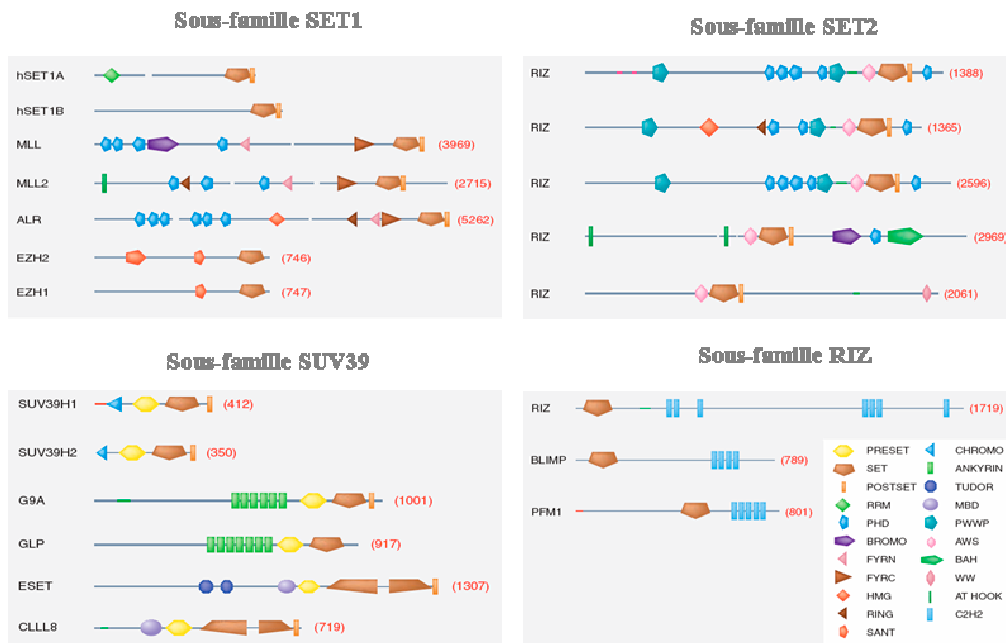 Sous-famille SET1
hSET1A
hSET1B
MLL (3969)
MLL2 (2715)
ALR (5262)
EZH2 (746)
EZH1 (747)
Sous-famille SET2
RIZ (1388)
RIZ (1365)
RIZ (2596)
RIZ (2969)
RIZ (2061)
Sous-famille SUV39
SUV39H1 (412)
SUV39H2 (350)
G9A (1001)
GLP (917)
ESET (1307)
CLLL8 (719)
Sous-famille RIZ
RIZ (1719)
BLIMP (789)
PFM1 (801)
PRESET CHROMO
SET ANKYRIN
POSTSET TUDOR
RRM MBD
PHD PWWP
BROMO AWS
FYRN BAH
FYRC WW
HMG AT HOOK
RING C2H2
SANT